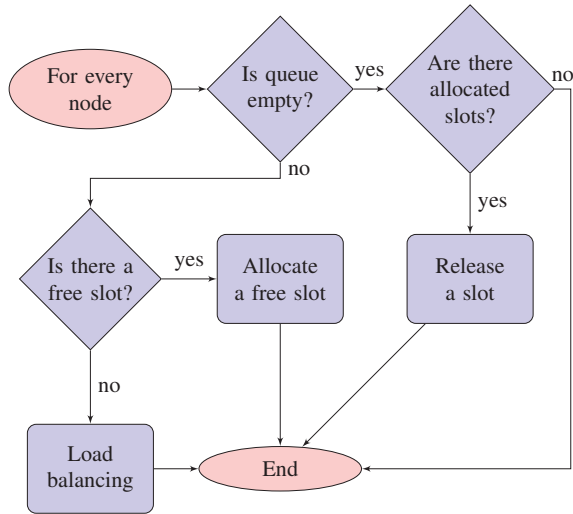 For every
node
Is queue
empty?
yes
Are there
allocated
slots?
no
no
yes
Is there a
free slot?
yes
Allocate
a free slot
Release
a slot
no
Load
balancing
End